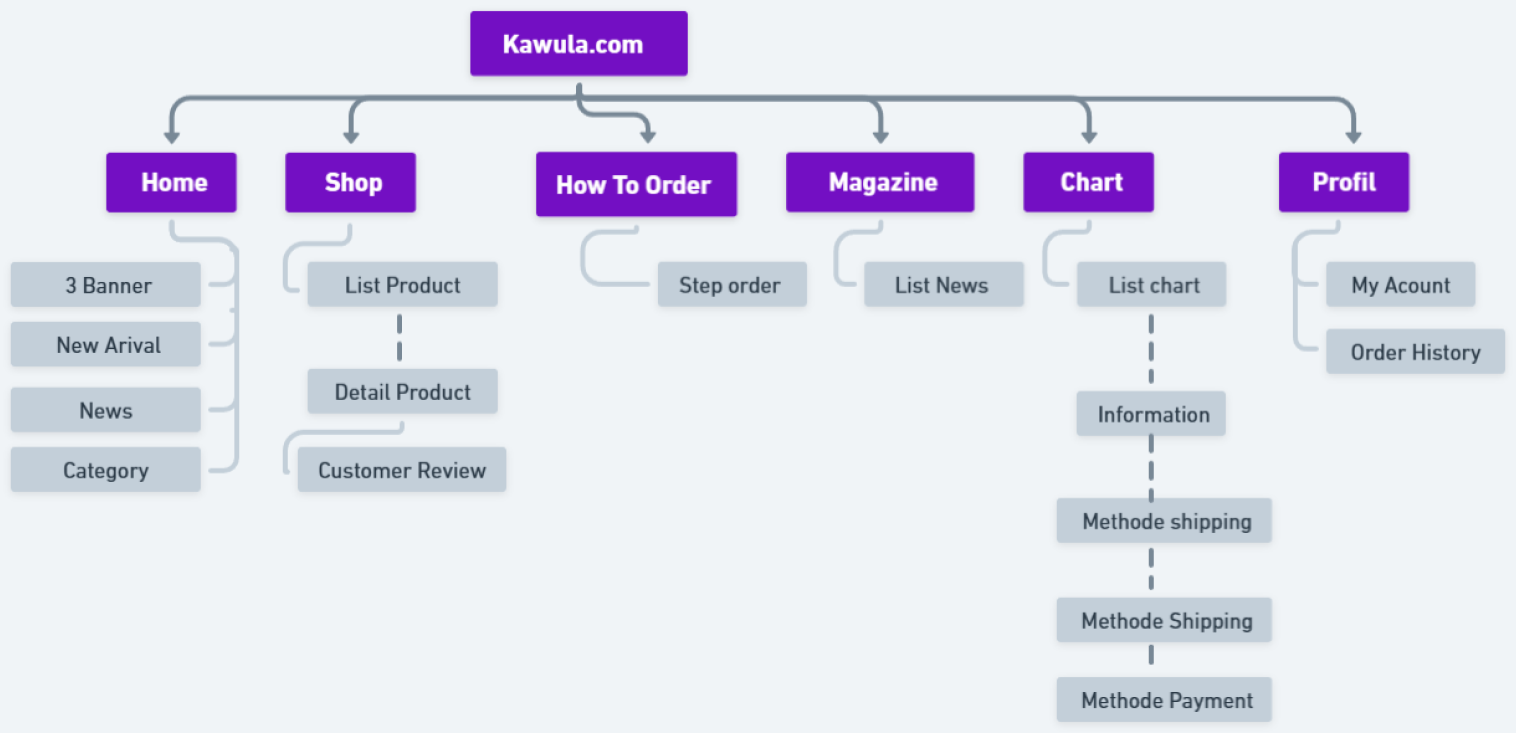 Kawula.com
Home
Shop
How To Order
Magazine
Chart
Profil
3 Banner
List Product
Step order
List News
List chart
My Acount
New Arival
Order History
Detail Product
News
Information
Category
Customer Review
Methode shipping
Methode Shipping
Methode Payment